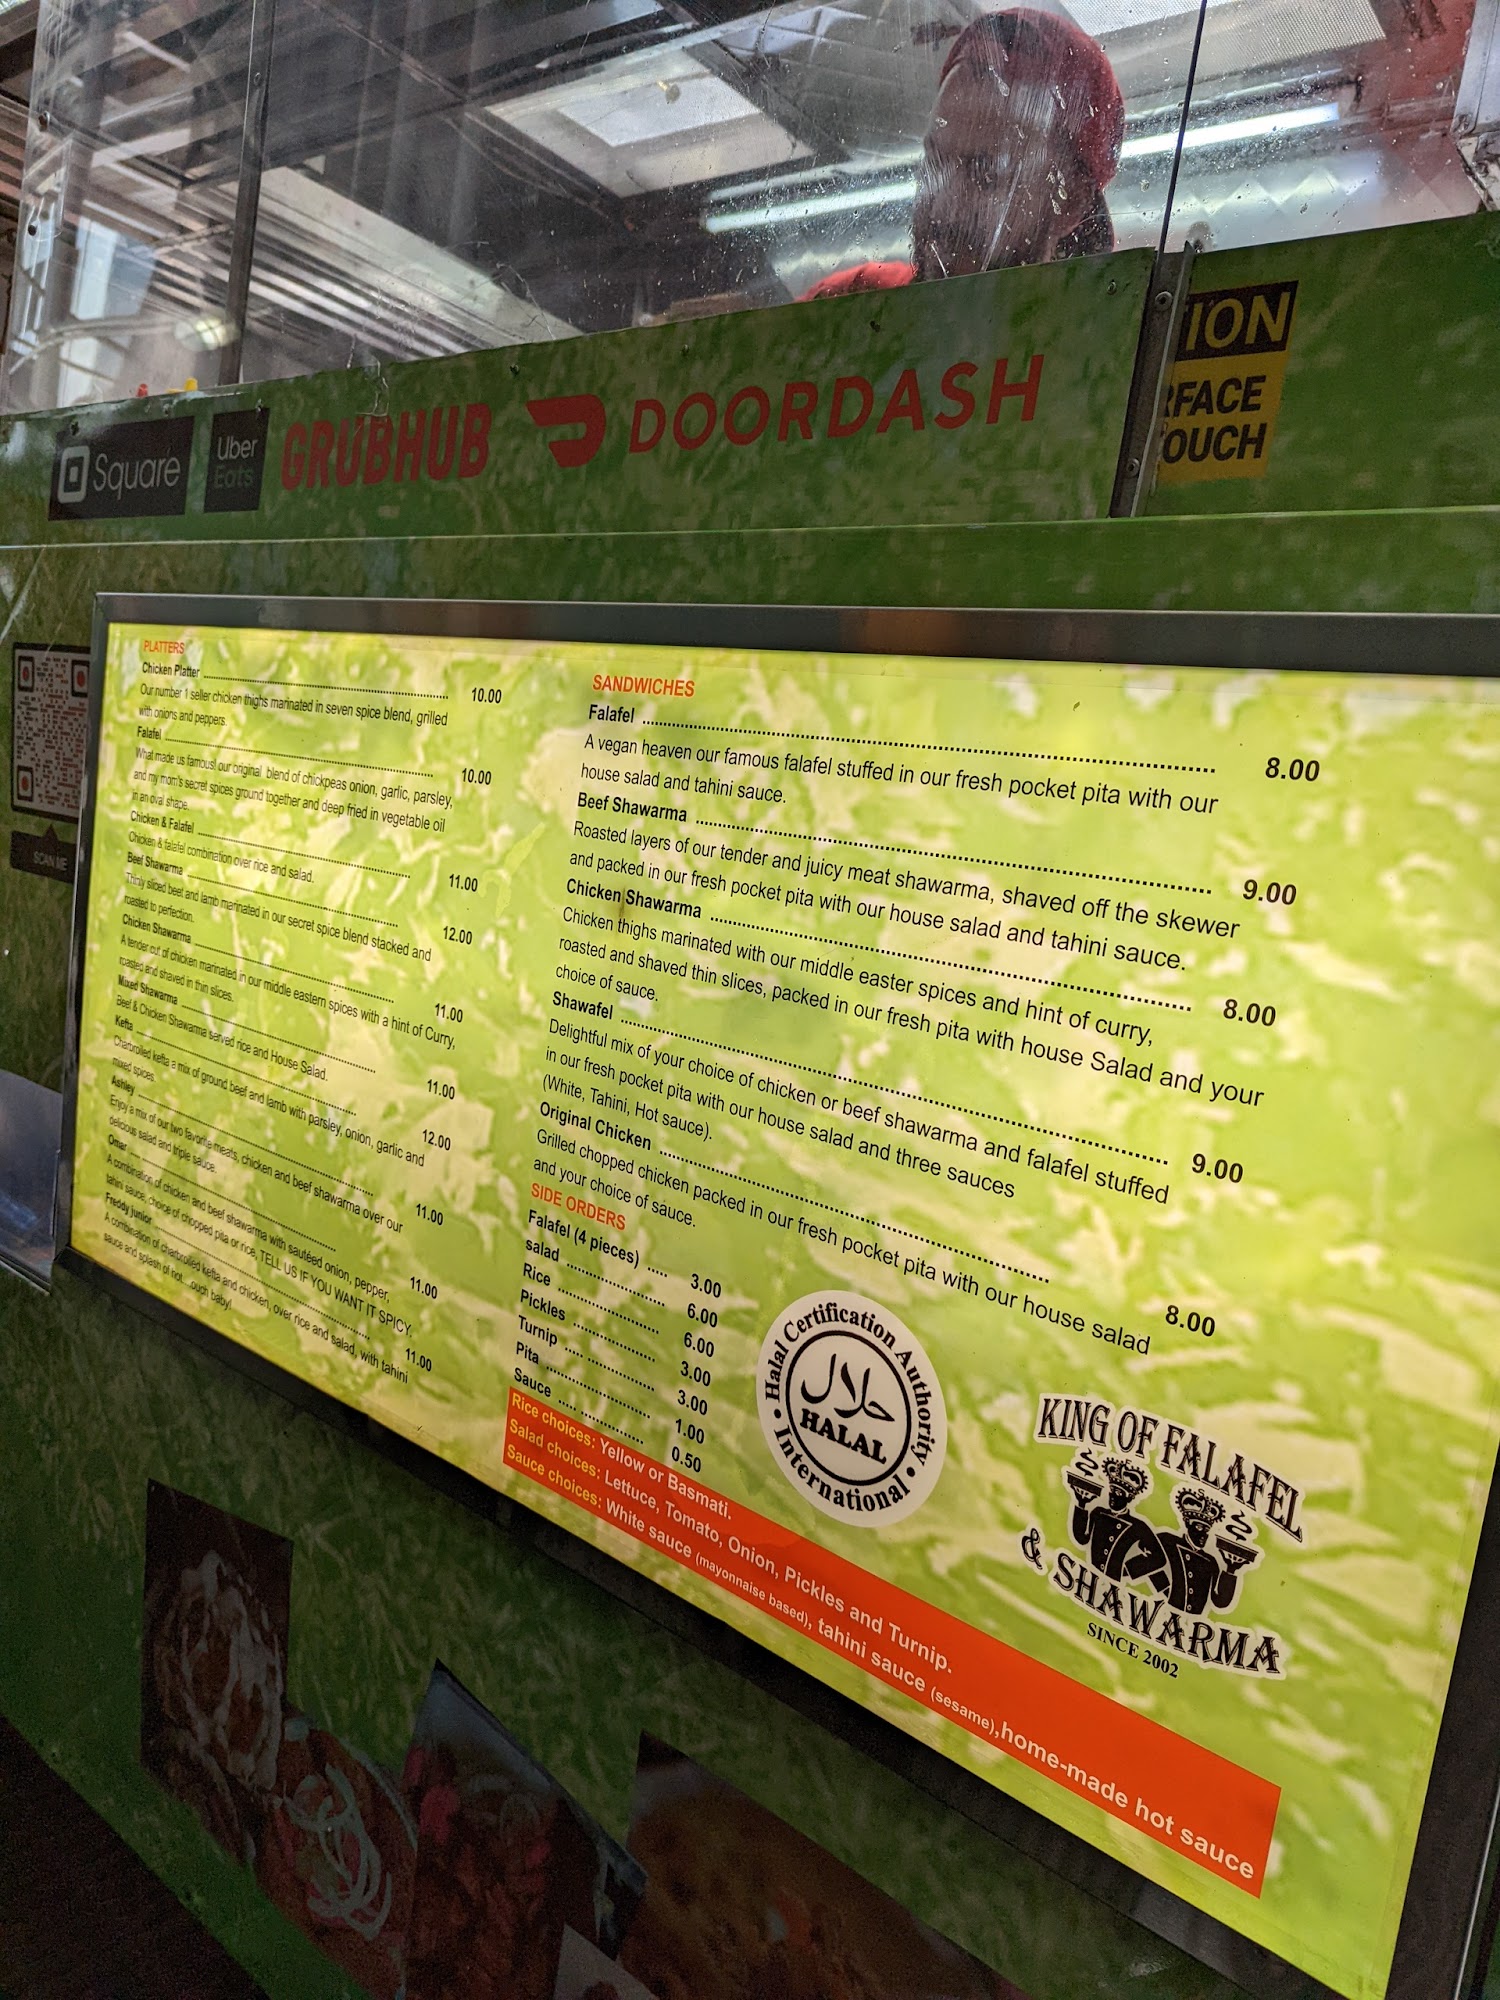 Square
Uber
Eats
GRUBHUB
DOORDASH
ION
RFACE
OUCH
SCAN ME
PLATTERS
Chicken Platter 10.00
Our number 1 seller chicken thighs marinated in seven spice blend, grilled
with onions and peppers.
Falafel 10.00
What made us famous! our original blend of chickpeas onion, garlic, parsley,
and my mom's secret spices ground together and deep fried in vegetable oil
in an oval shape.
Chicken & Falafel 11.00
Chicken & falafel combination over rice and salad.
Beef Shawarma 12.00
Thinly sliced beef and lamb marinated in our secret spice blend stacked and
roasted to perfection.
Chicken Shawarma 11.00
A tender cut of chicken marinated in our middle eastern spices with a hint of Curry,
roasted and shaved in thin slices.
Mixed Shawarma 11.00
Beef & Chicken Shawarma served rice and House Salad.
Kefta 12.00
Charbroiled kefta a mix of ground beef and lamb with parsley, onion, garlic and
mixed spices.
Ashley 11.00
Enjoy a mix of our two favorite meats, chicken and beef shawarma over our
delicious salad and triple sauce.
Omar 11.00
A combination of chicken and beef shawarma with sautéed onion, pepper,
tahini sauce, choice of chopped pita or rice, TELL US IF YOU WANT IT SPICY.
Freddy junior 11.00
A combination of charbroiled kefta and chicken, over rice and salad, with tahini
sauce and splash of hot...ouch baby!
SANDWICHES
Falafel 8.00
A vegan heaven our famous falafel stuffed in our fresh pocket pita with our
house salad and tahini sauce.
Beef Shawarma 9.00
Roasted layers of our tender and juicy meat shawarma, shaved off the skewer
and packed in our fresh pocket pita with our house salad and tahini sauce.
Chicken Shawarma 8.00
Chicken thighs marinated with our middle easter spices and hint of curry,
roasted and shaved thin slices, packed in our fresh pita with house Salad and your
choice of sauce.
Shawafel 9.00
Delightful mix of your choice of chicken or beef shawarma and falafel stuffed
in our fresh pocket pita with our house salad and three sauces
(White, Tahini, Hot sauce).
Original Chicken 8.00
Grilled chopped chicken packed in our fresh pocket pita with our house salad
and your choice of sauce.
SIDE ORDERS
Falafel (4 pieces) 3.00
salad 6.00
Rice 6.00
Pickles 3.00
Turnip 3.00
Pita 1.00
Sauce 0.50
Rice choices: Yellow or Basmati.
Salad choices: Lettuce, Tomato, Onion, Pickles and Turnip.
Sauce choices: White sauce (mayonnaise based), tahini sauce (sesame),home-made hot sauce
Halal Certification Authority
حلال
HALAL
International
KING OF FALAFEL
& SHAWARMA
SINCE 2002